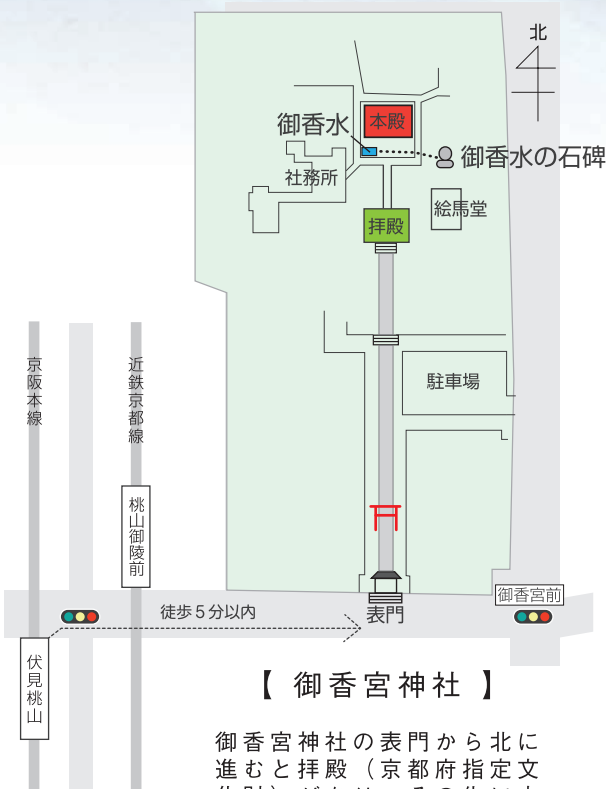 北
本殿
御香水
御香水の石碑
社務所
絵馬堂
拝殿
京阪本線
近鉄京都線
駐車場
桃山御陵前
御香宮前
徒歩5分以内
表門
伏見桃山
【 御香宮神社 】
御香宮神社の表門から北に
進むと拝殿（京都府指定文